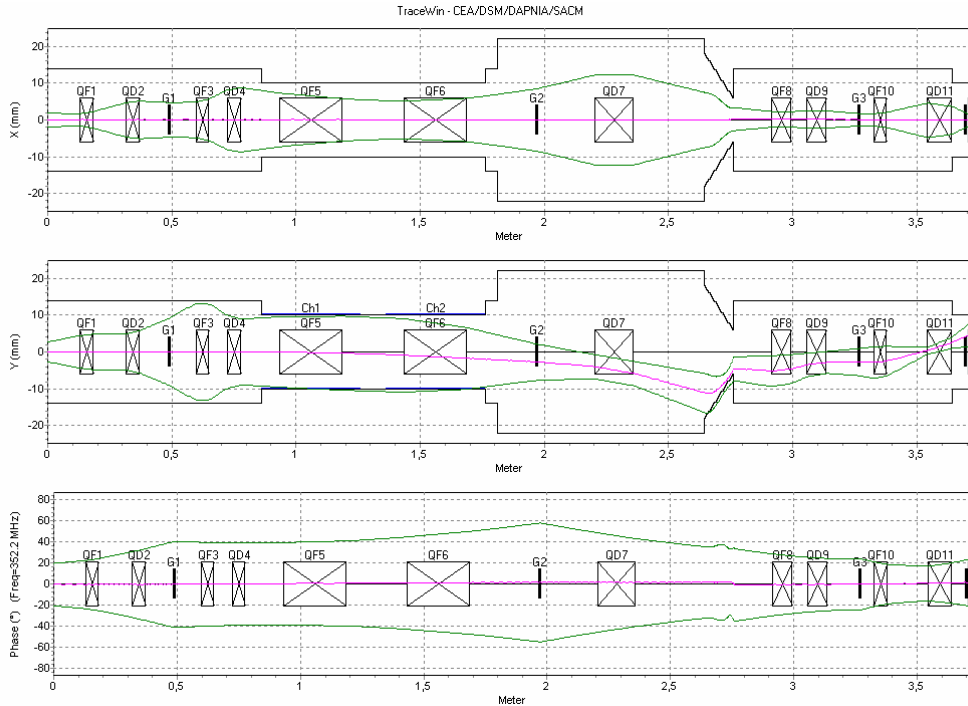 TraceWin - CEA/DSM/DAPNIA/SACM
X (mm)
20
10
0
-10
-20
QF1 QD2 G1 QF3 QD4 QF5 QF6 G2 QD7 QF8 QD9 G3 QF10 QD11
0 0,5 1 1,5 2 2,5 3 3,5
Meter
Y (mm)
20
10
0
-10
-20
Ch1 Ch2
QF1 QD2 G1 QF3 QD4 QF5 QF6 G2 QD7 QF8 QD9 G3 QF10 QD11
0 0,5 1 1,5 2 2,5 3 3,5
Meter
Phase (°) (Freq=352.2 MHz)
80
60
40
20
0
-20
-40
-60
-80
QF1 QD2 G1 QF3 QD4 QF5 QF6 G2 QD7 QF8 QD9 G3 QF10 QD11
0 0,5 1 1,5 2 2,5 3 3,5
Meter